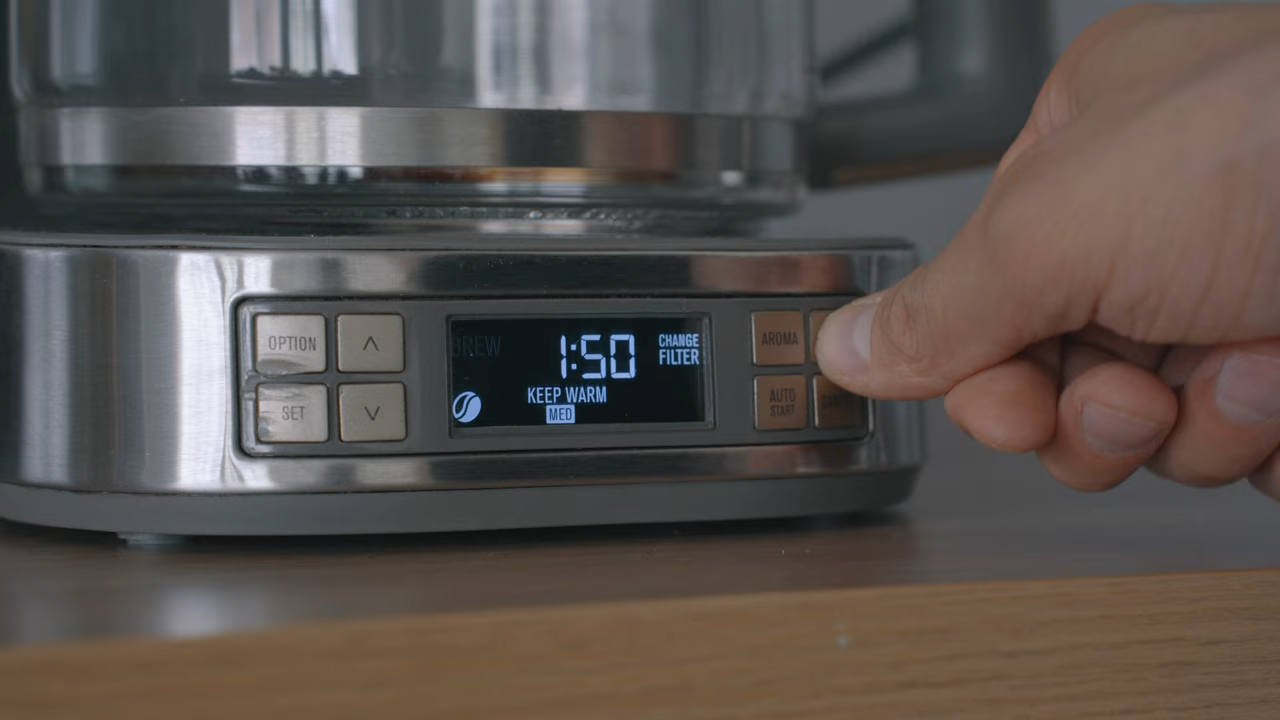 OPTION
SET
BREW
1:50
CHANGE
FILTER
KEEP WARM
MED
AROMA
AUTO
START